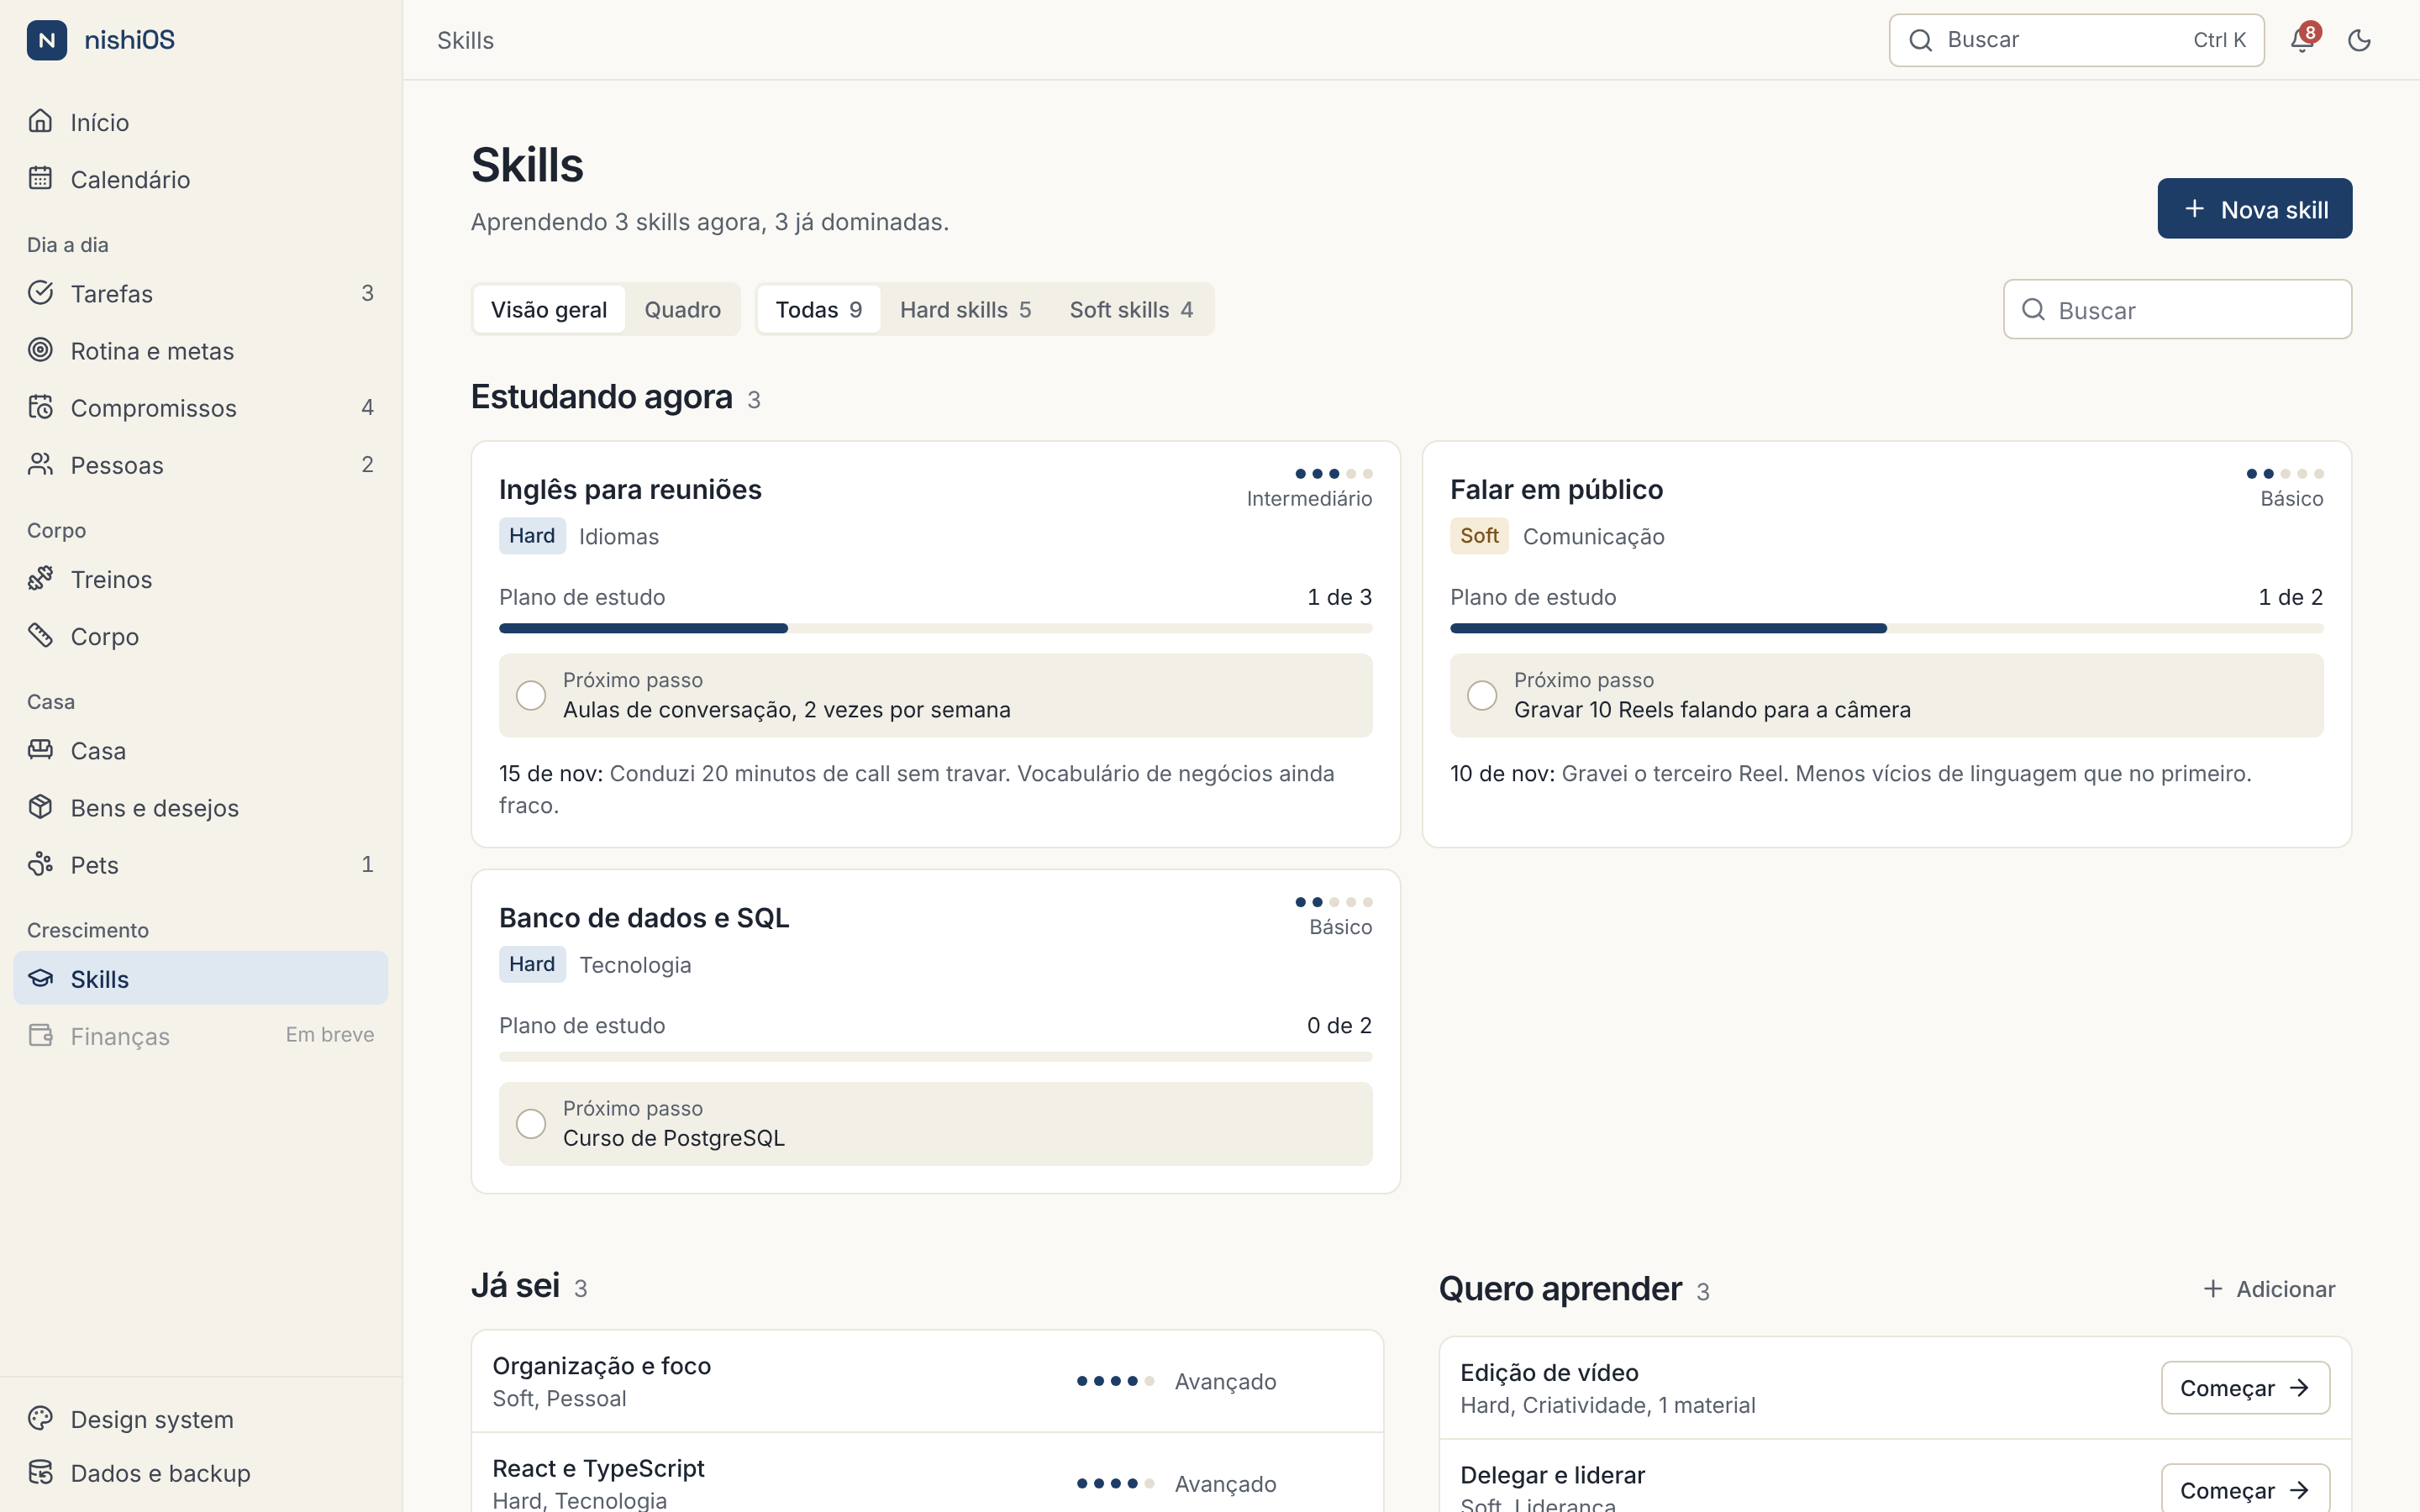 N nishiOS
Início
Calendário
Dia a dia
Tarefas 3
Rotina e metas
Compromissos 4
Pessoas 2
Corpo
Treinos
Corpo
Casa
Casa
Bens e desejos
Pets 1
Crescimento
Skills
Finanças Em breve
Design system
Dados e backup
Skills
Buscar Ctrl K
8
Skills
Aprendendo 3 skills agora, 3 já dominadas.
+ Nova skill
Visão geral Quadro
Todas 9 Hard skills 5 Soft skills 4
Buscar
Estudando agora 3
Inglês para reuniões
Intermediário
Hard Idiomas
Plano de estudo 1 de 3
Próximo passo
Aulas de conversação, 2 vezes por semana
15 de nov: Conduzi 20 minutos de call sem travar. Vocabulário de negócios ainda
fraco.
Falar em público
Básico
Soft Comunicação
Plano de estudo 1 de 2
Próximo passo
Gravar 10 Reels falando para a câmera
10 de nov: Gravei o terceiro Reel. Menos vícios de linguagem que no primeiro.
Banco de dados e SQL
Básico
Hard Tecnologia
Plano de estudo 0 de 2
Próximo passo
Curso de PostgreSQL
Já sei 3
Organização e foco
Soft, Pessoal
Avançado
React e TypeScript
Hard, Tecnologia
Avançado
Quero aprender 3
+ Adicionar
Edição de vídeo
Hard, Criatividade, 1 material
Começar →
Delegar e liderar
Soft, Liderança
Começar →